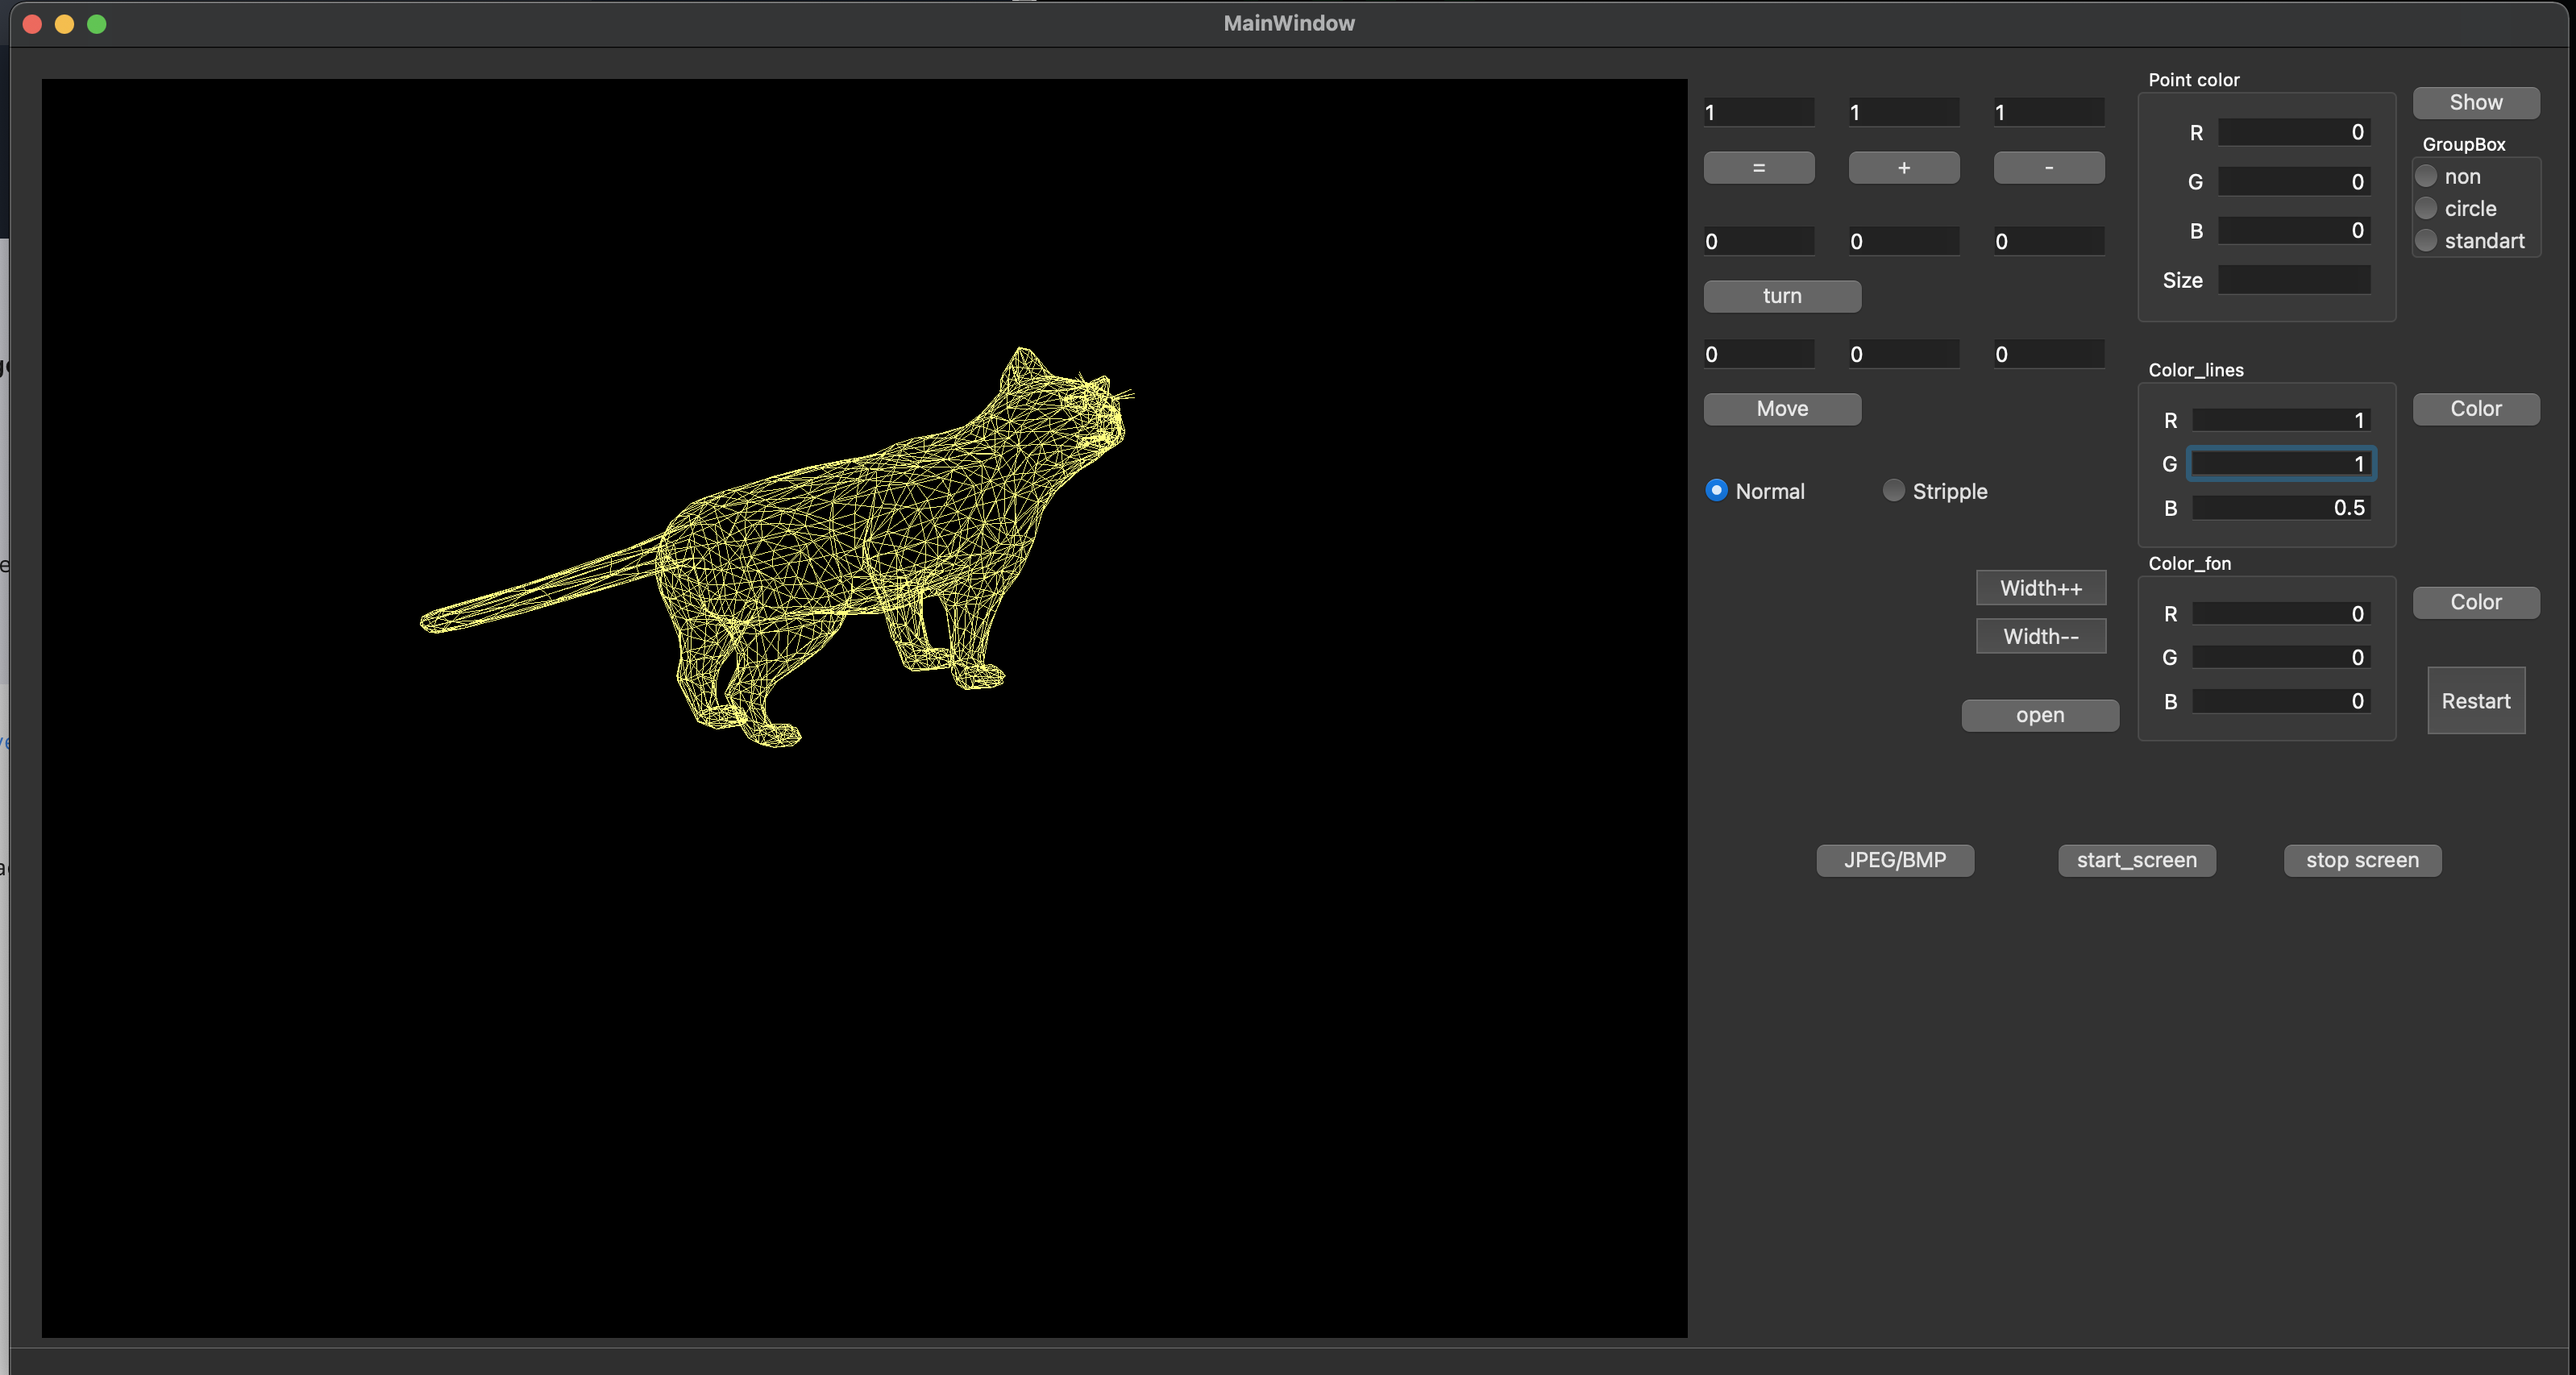 MainWindow
1 1 1
= + -
0 0 0
turn
0 0 0
Move
Normal Stripple
Width++
Width--
open
Point color
R 0
G 0
B 0
Size
Show
GroupBox
non
circle
standart
Color_lines
R 1
G 1
B 0.5
Color
Color_fon
R 0
G 0
B 0
Color
Restart
JPEG/BMP start_screen stop screen